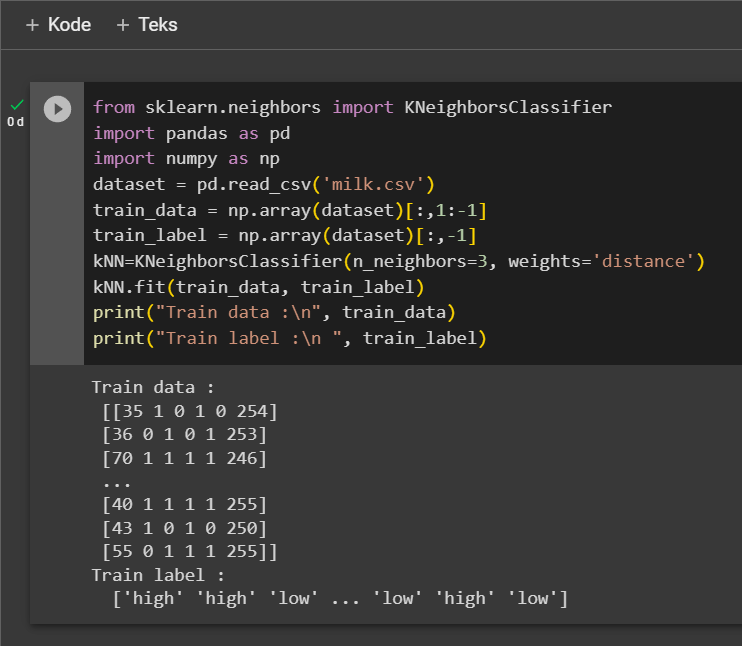 + Kode + Teks
0 d
from sklearn.neighbors import KNeighborsClassifier
import pandas as pd
import numpy as np
dataset = pd.read_csv('milk.csv')
train_data = np.array(dataset)[:,1:-1]
train_label = np.array(dataset)[:,-1]
kNN=KNeighborsClassifier(n_neighbors=3, weights='distance')
kNN.fit(train_data, train_label)
print("Train data :\n", train_data)
print("Train label :\n ", train_label)
Train data :
 [[35 1 0 1 0 254]
 [36 0 1 0 1 253]
 [70 1 1 1 1 246]
 ...
 [40 1 1 1 1 255]
 [43 1 0 1 0 250]
 [55 0 1 1 1 255]]
Train label :
  ['high' 'high' 'low' ... 'low' 'high' 'low']